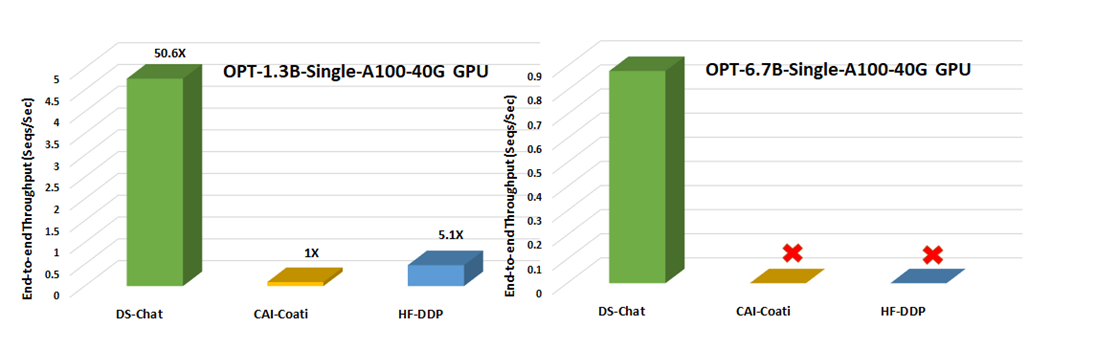 50.6X
OPT-1.3B-Single-A100-40G GPU
5
4.5
4
3.5
3
2.5
2
1.5
1
0.5
0
End-to-end Throughput (Seqs/Sec)
1X
5.1X
DS-Chat
CAI-Coati
HF-DDP
OPT-6.7B-Single-A100-40G GPU
0.9
0.8
0.7
0.6
0.5
0.4
0.3
0.2
0.1
0
End-to-end Throughput (Seqs/Sec)
DS-Chat
CAI-Coati
HF-DDP